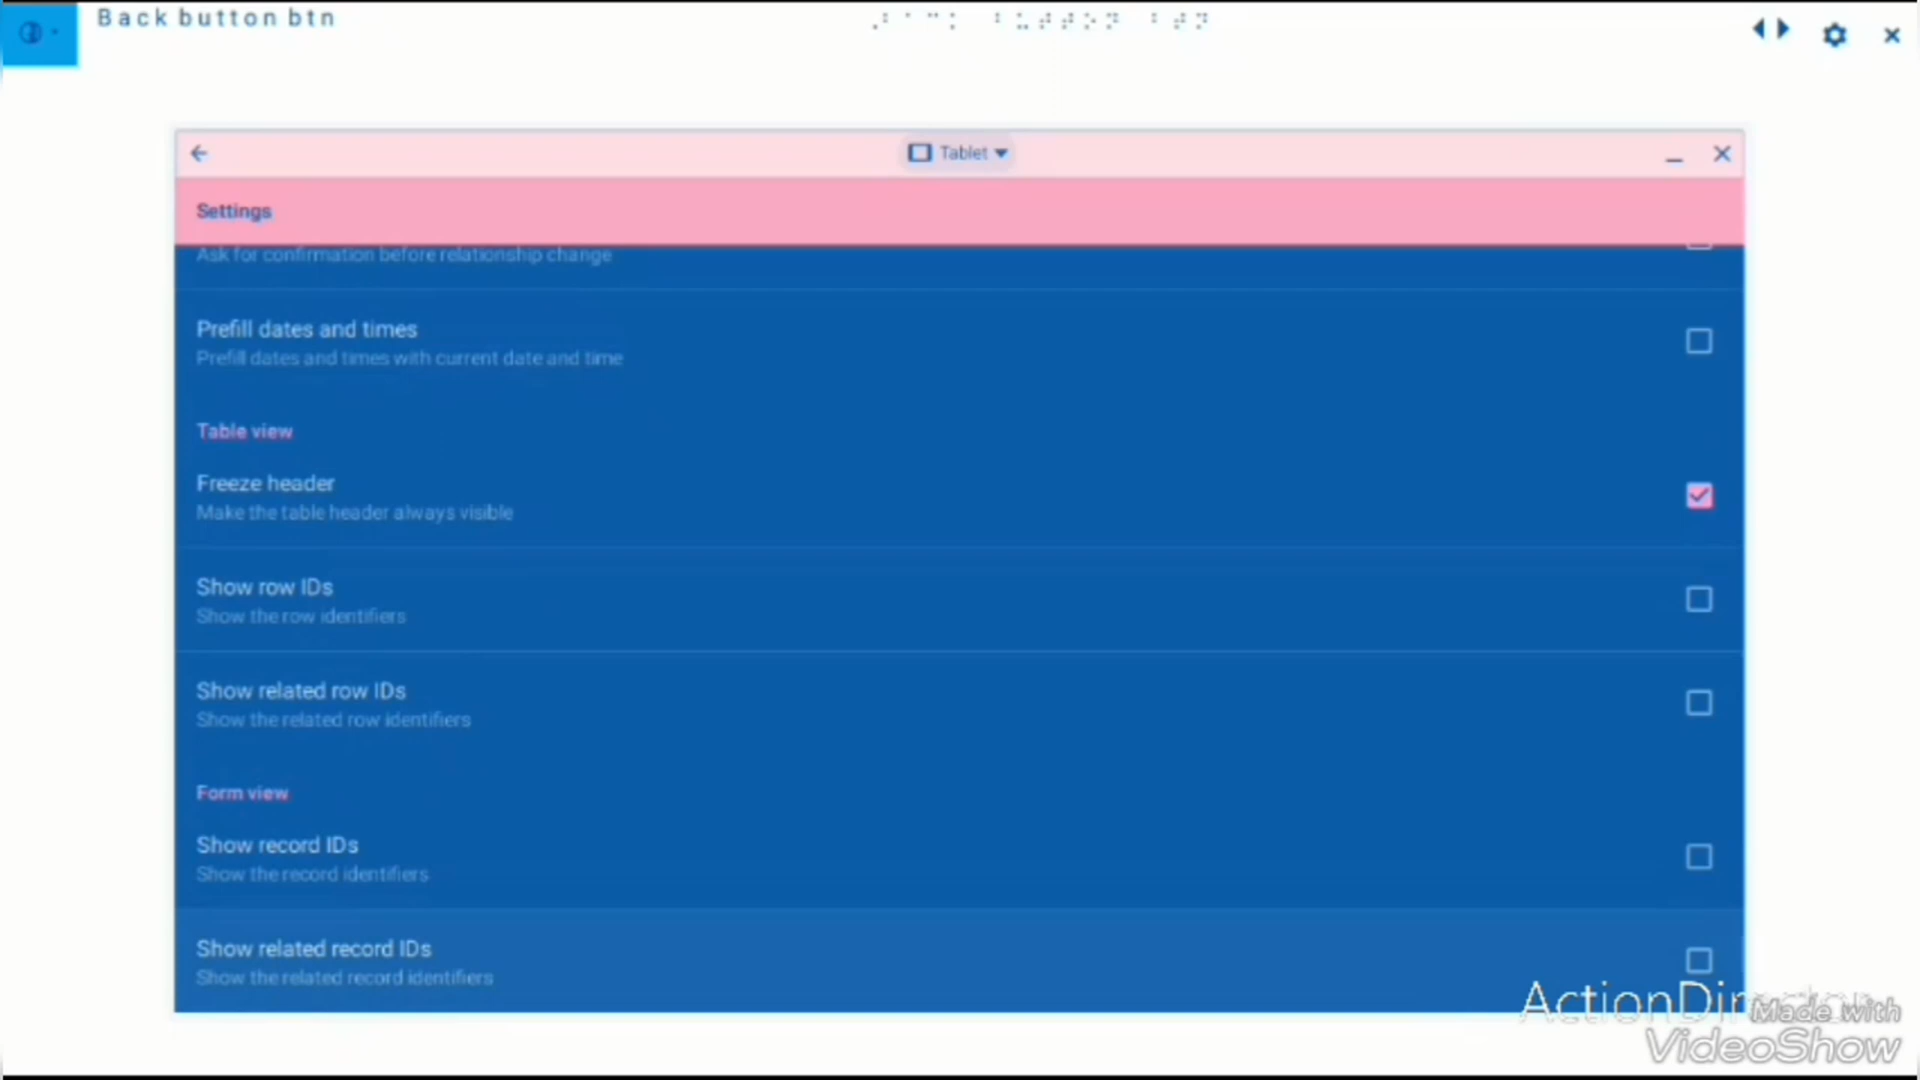 Back button btn
Tablet
Settings
Ask for confirmation before relationship change
Prefill dates and times
Prefill dates and times with current date and time
Table view
Freeze header
Make the table header always visible
Show row IDs
Show the row identifiers
Show related row IDs
Show the related row identifiers
Form view
Show record IDs
Show the record identifiers
Show related record IDs
Show the related record identifiers
ActionDirector
Made with
VideoShow